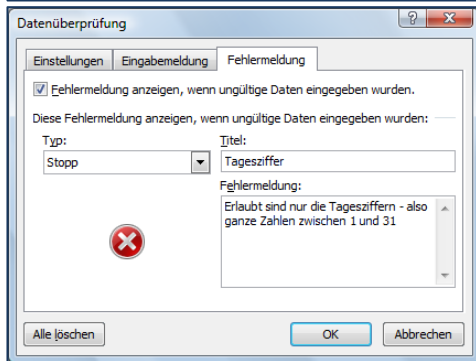 Datenüberprüfung
Einstellungen Eingabemeldung Fehlermeldung
Fehlermeldung anzeigen, wenn ungültige Daten eingegeben wurden.
Diese Fehlermeldung anzeigen, wenn ungültige Daten eingegeben wurden:
Typ: Titel:
Stopp Tagesziffer
Fehlermeldung:
Erlaubt sind nur die Tagesziffern - also
ganze Zahlen zwischen 1 und 31
Alle löschen OK Abbrechen